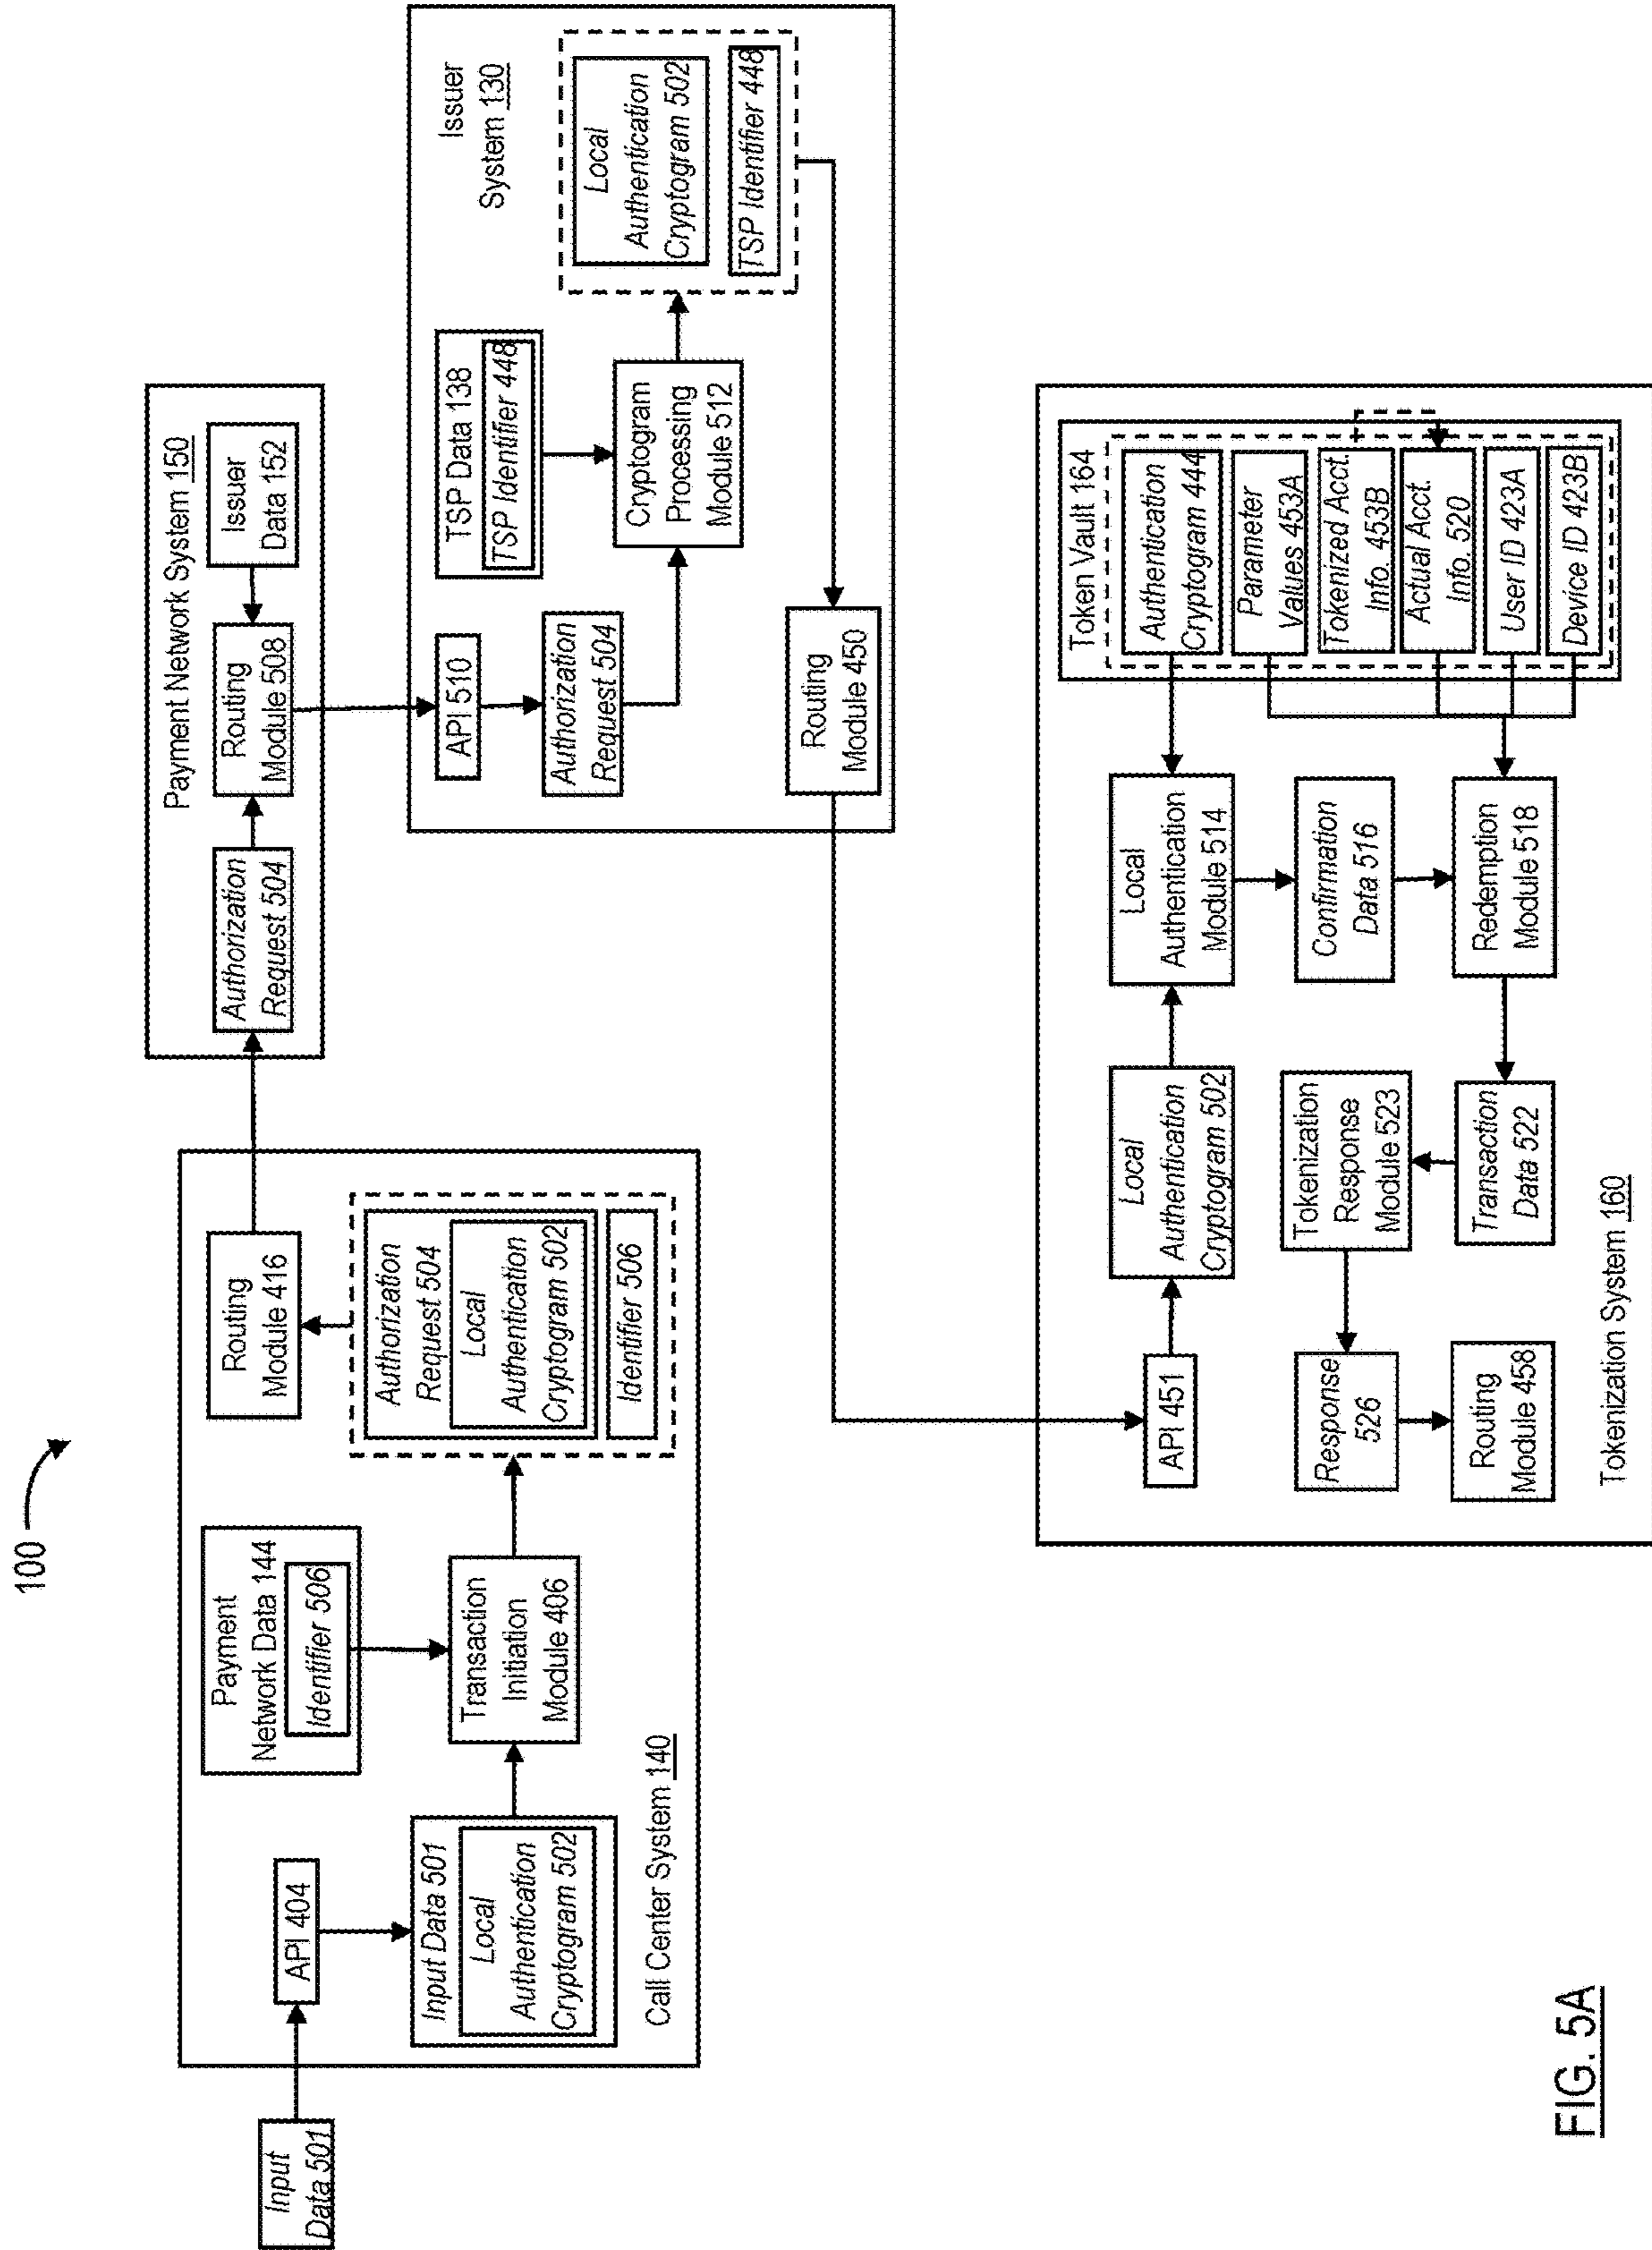 100
Input
Data 501
API 404
Input Data 501
Local
Authentication
Cryptogram 502
Payment
Network Data 144
Identifier 506
Transaction
Initiation
Module 406
Routing
Module 416
Authorization
Request 504
Local
Authentication
Cryptogram 502
Identifier 506
Call Center System 140
Payment Network System 150
Authorization
Request 504
Routing
Module 508
Issuer
Data 152
Issuer
System 130
API 510
Authorization
Request 504
TSP Data 138
TSP Identifier 448
Cryptogram
Processing
Module 512
Local
Authentication
Cryptogram 502
TSP Identifier 448
Routing
Module 450
API 451
Local
Authentication
Cryptogram 502
Local
Authentication
Module 514
Confirmation
Data 516
Redemption
Module 518
Transaction
Data 522
Tokenization
Response
Module 523
Response
526
Routing
Module 458
Token Vault 164
Authentication
Cryptogram 444
Parameter
Values 453A
Tokenized Acct.
Info. 453B
Actual Acct.
Info. 520
User ID 423A
Device ID 423B
Tokenization System 160
FIG. 5A